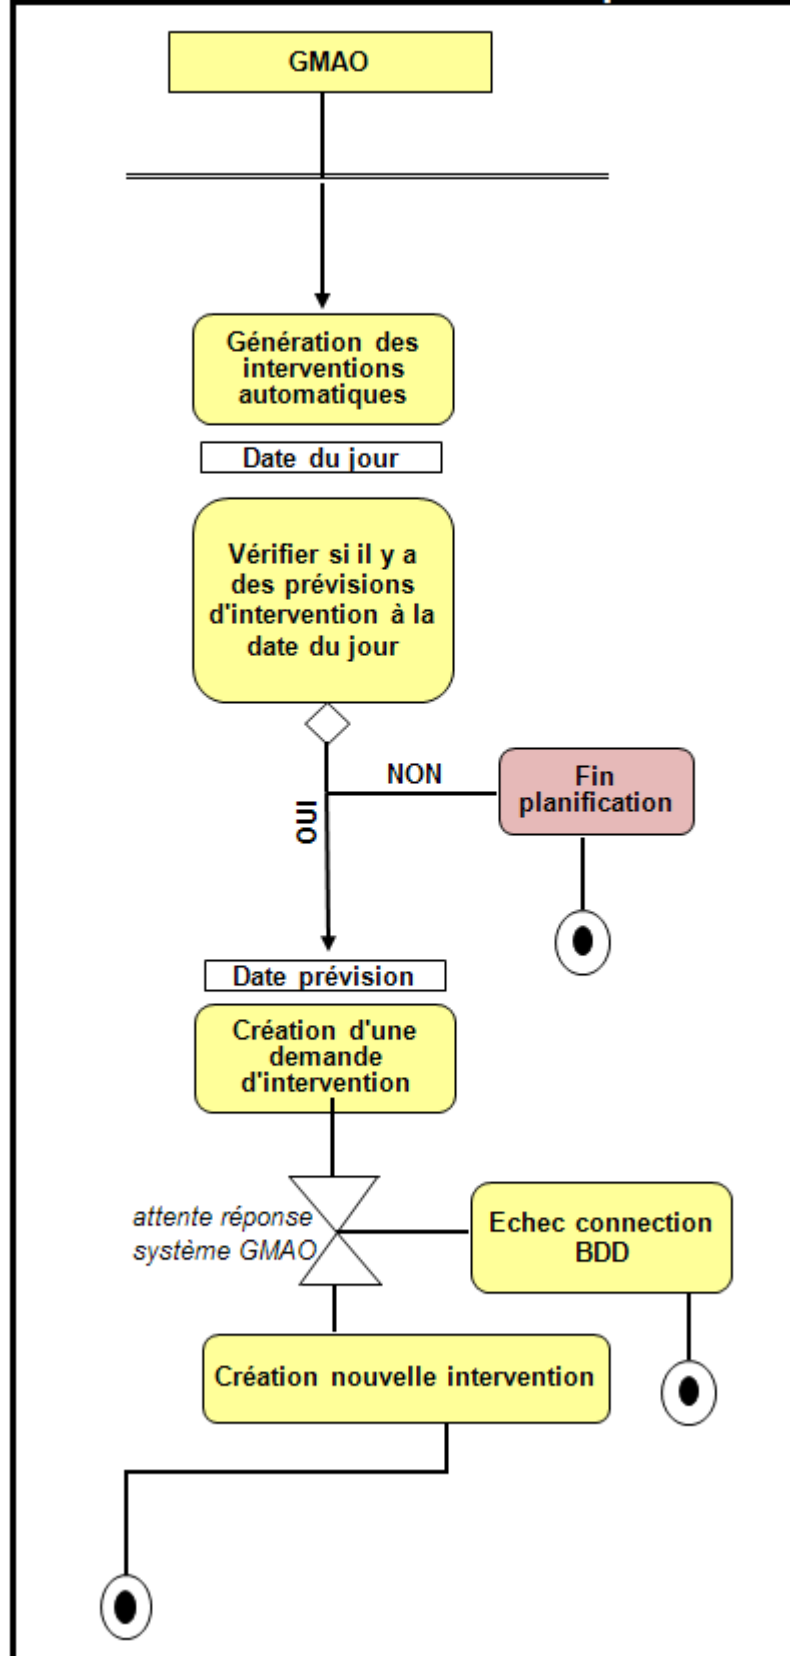 GMAO
Génération des
interventions
automatiques
Date du jour
Vérifier si il y a
des prévisions
d'intervention à la
date du jour
NON
Fin
planification
OUI
Date prévision
Création d'une
demande
d'intervention
attente réponse
système GMAO
Echec connection
BDD
Création nouvelle intervention